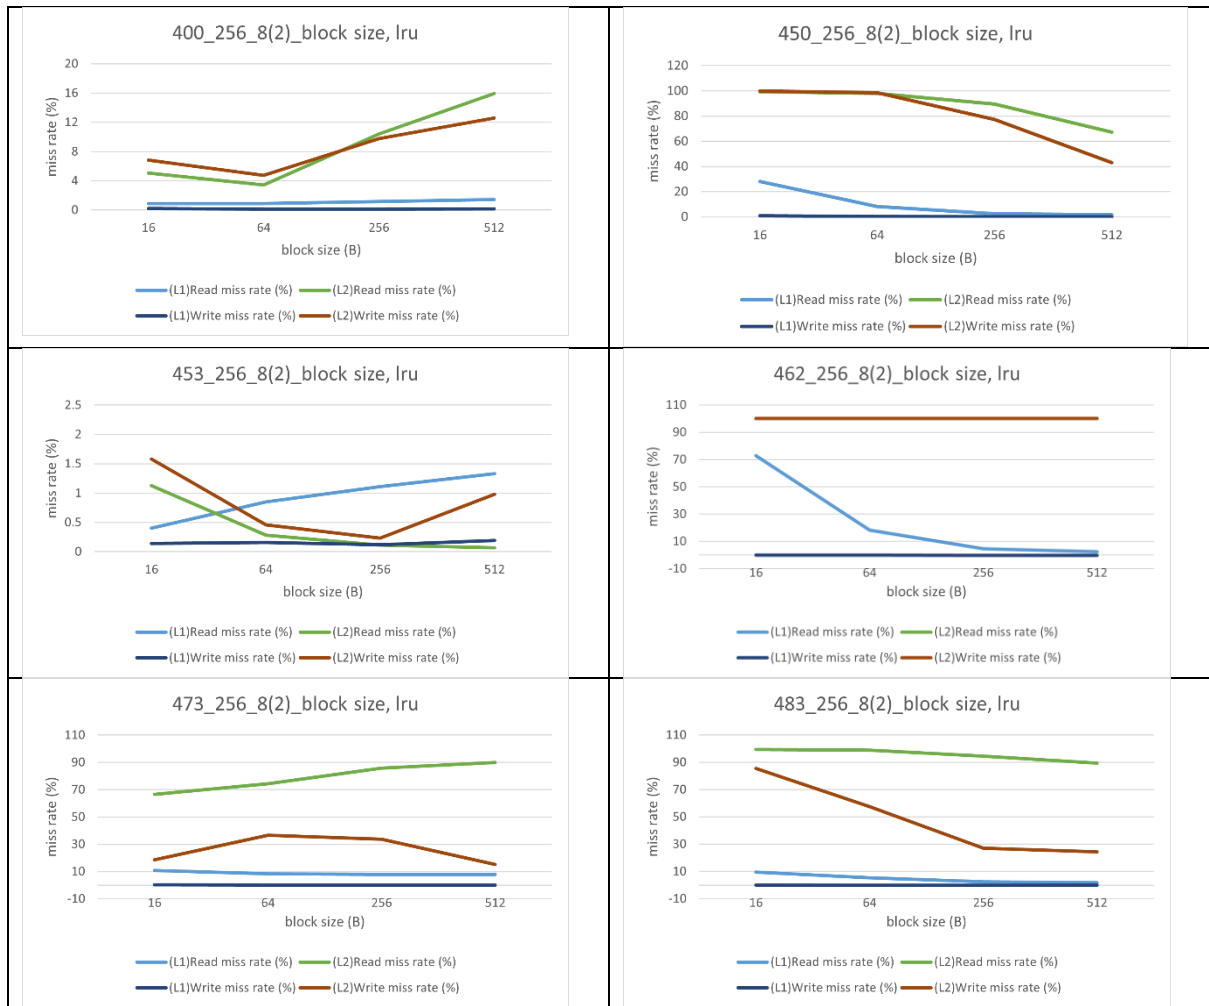 400_256_8(2)_block size, lru
20
16
12
8
4
0
miss rate (%)
16 64 256 512
block size (B)
(L1)Read miss rate (%) (L2)Read miss rate (%)
(L1)Write miss rate (%) (L2)Write miss rate (%)
450_256_8(2)_block size, lru
120
100
80
60
40
20
0
miss rate (%)
16 64 256 512
block size (B)
(L1)Read miss rate (%) (L2)Read miss rate (%)
(L1)Write miss rate (%) (L2)Write miss rate (%)
453_256_8(2)_block size, lru
2.5
2
1.5
1
0.5
0
miss rate (%)
16 64 256 512
block size (B)
(L1)Read miss rate (%) (L2)Read miss rate (%)
(L1)Write miss rate (%) (L2)Write miss rate (%)
462_256_8(2)_block size, lru
110
90
70
50
30
10
-10
miss rate (%)
16 64 256 512
block size (B)
(L1)Read miss rate (%) (L2)Read miss rate (%)
(L1)Write miss rate (%) (L2)Write miss rate (%)
473_256_8(2)_block size, lru
110
90
70
50
30
10
-10
miss rate (%)
16 64 256 512
block size (B)
(L1)Read miss rate (%) (L2)Read miss rate (%)
(L1)Write miss rate (%) (L2)Write miss rate (%)
483_256_8(2)_block size, lru
110
90
70
50
30
10
-10
miss rate (%)
16 64 256 512
block size (B)
(L1)Read miss rate (%) (L2)Read miss rate (%)
(L1)Write miss rate (%) (L2)Write miss rate (%)